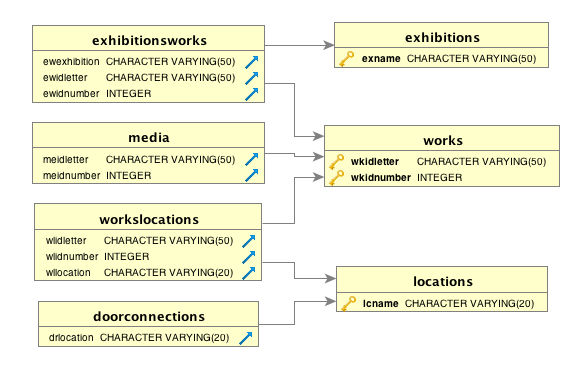 exhibitionsworks
ewexhibition CHARACTER VARYING(50)
ewidletter CHARACTER VARYING(50)
ewidnumber INTEGER
exhibitions
exname CHARACTER VARYING(50)
media
meidletter CHARACTER VARYING(50)
meidnumber INTEGER
works
wkidletter CHARACTER VARYING(50)
wkidnumber INTEGER
workslocations
wlidletter CHARACTER VARYING(50)
wlidnumber INTEGER
wllocation CHARACTER VARYING(20)
locations
lcname CHARACTER VARYING(20)
doorconnections
drlocation CHARACTER VARYING(20)